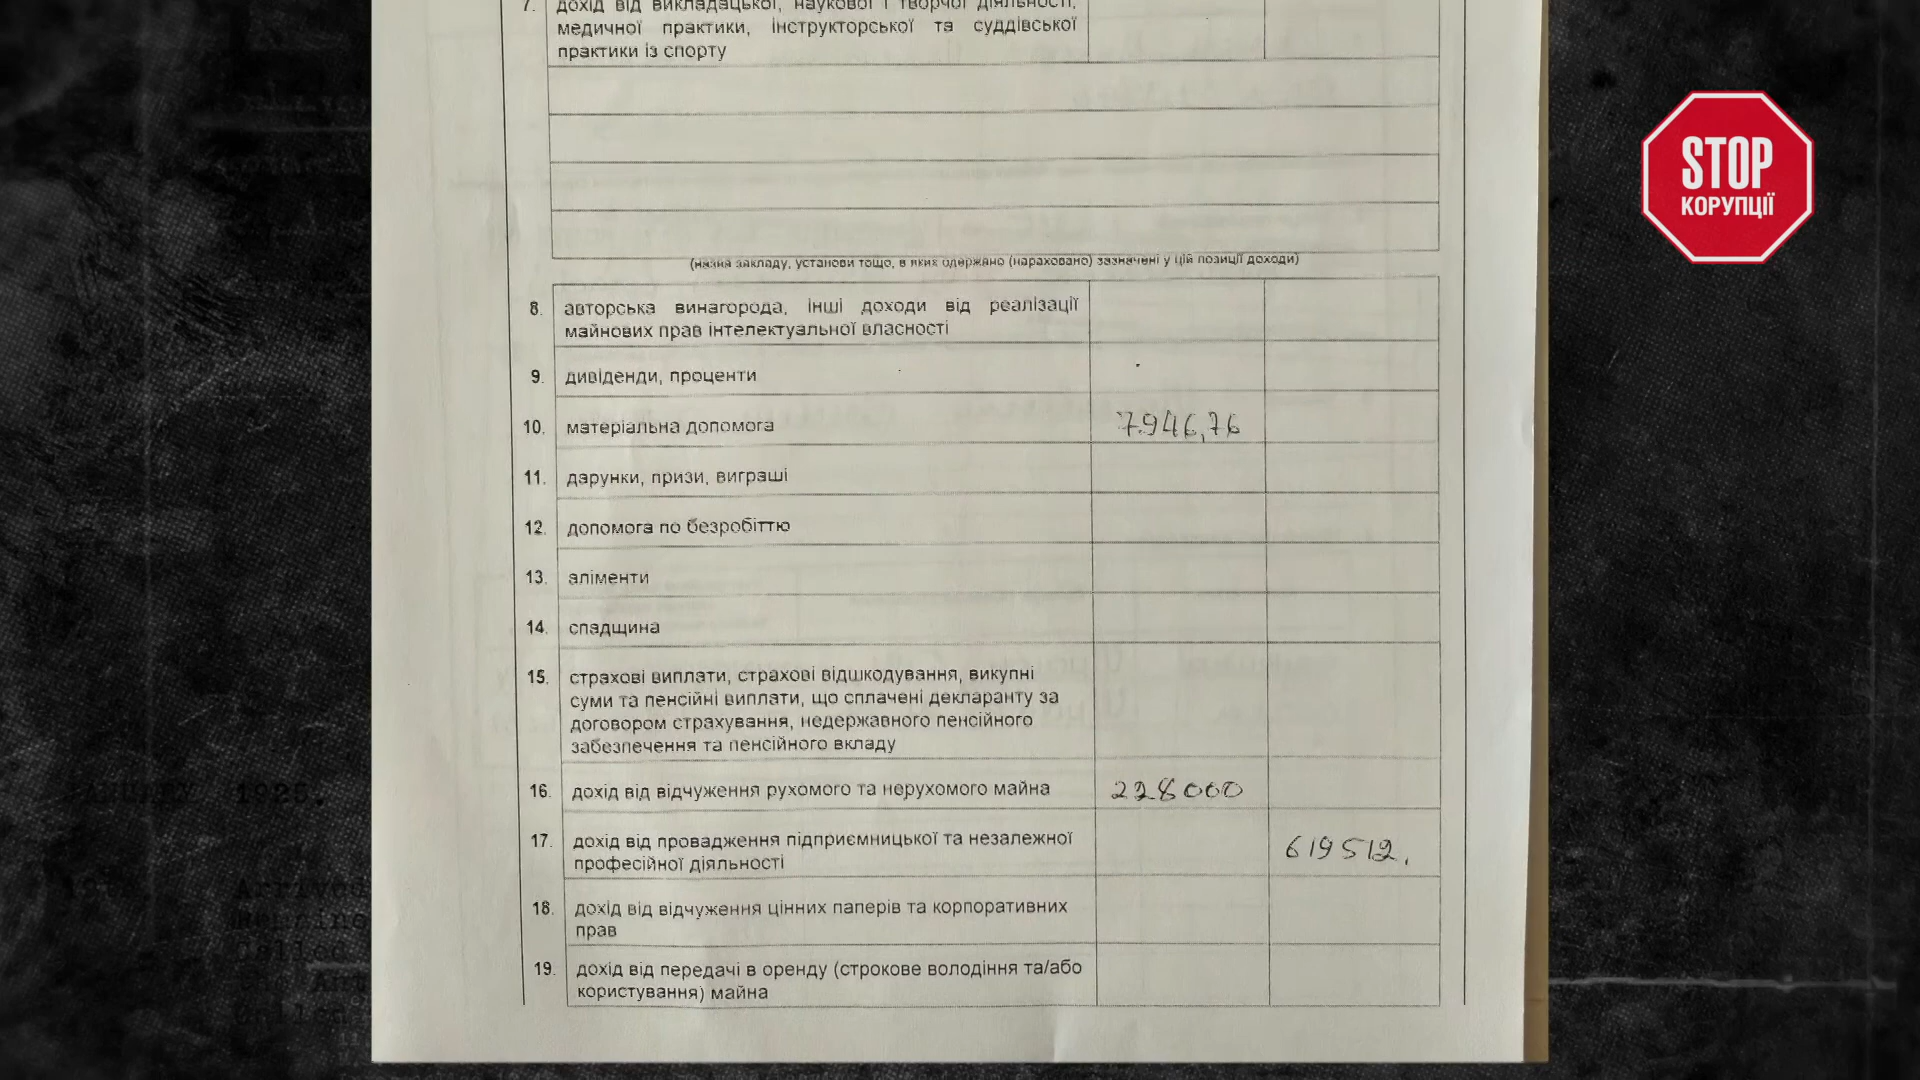 7. дохід від викладацької, наукової і творчої діяльності,
медичної практики, інструкторської та суддівської
практики із спорту
STOP
КОРУПЦІЇ
(назва закладу, установи тощо, в яких одержано (нараховано) зазначені у цій позиції доходи)
8. авторська винагорода, інші доходи від реалізації
майнових прав інтелектуальної власності
9. дивіденди, проценти
10. матеріальна допомога 7946,76
11. дарунки, призи, виграші
12. допомога по безробіттю
13. аліменти
14. спадщина
15. страхові виплати, страхові відшкодування, викупні
суми та пенсійні виплати, що сплачені декларанту за
договором страхування, недержавного пенсійного
забезпечення та пенсійного вкладу
16. дохід від відчуження рухомого та нерухомого майна 228000
17. дохід від провадження підприємницької та незалежної
професійної діяльності 619512.
18. дохід від відчуження цінних паперів та корпоративних
прав
19. дохід від передачі в оренду (строкове володіння та/або
користування) майна